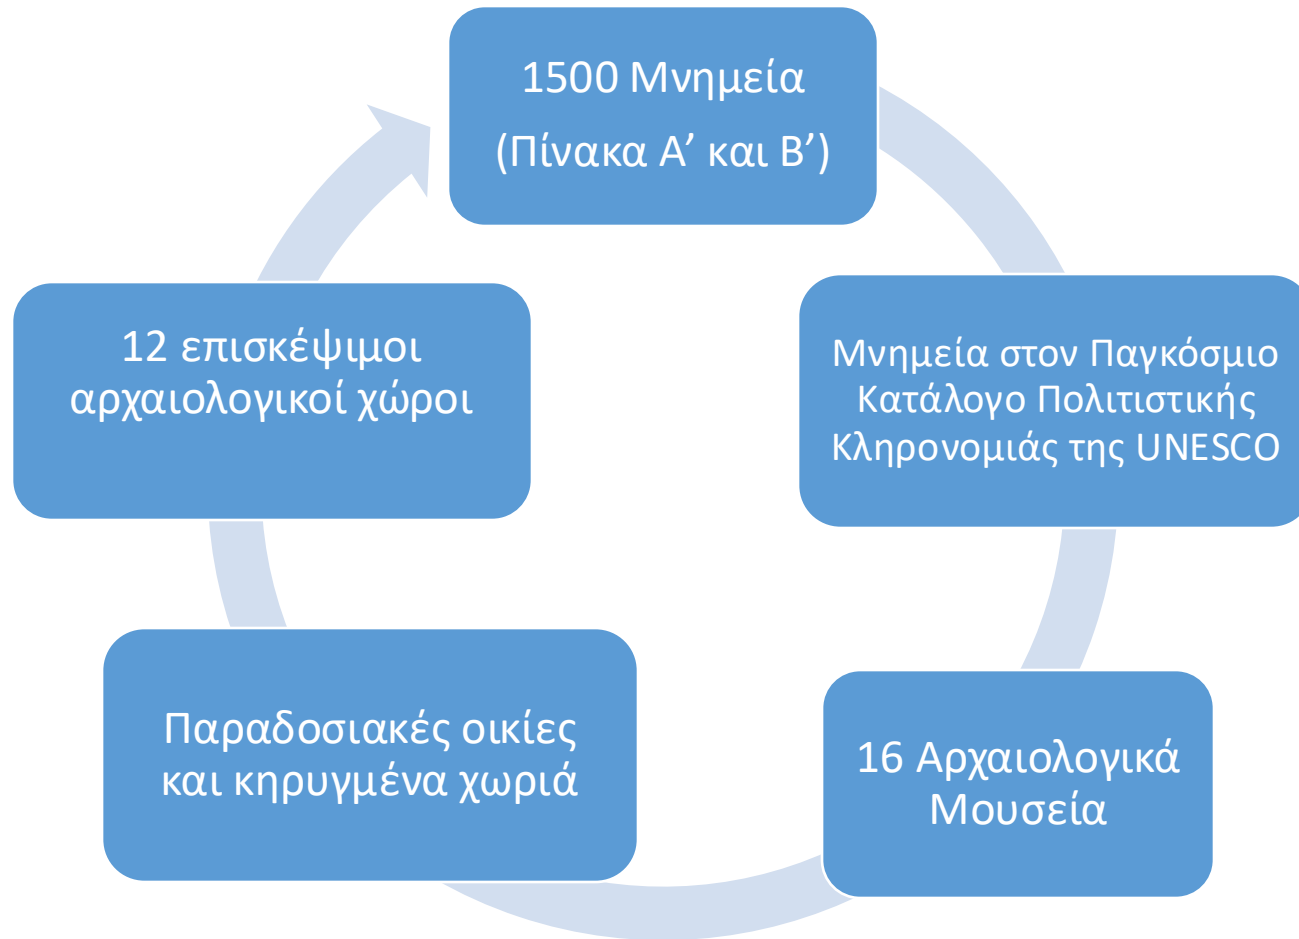 1500 Μνημεία
(Πίνακα Α’ και Β’)
Μνημεία στον Παγκόσμιο
Κατάλογο Πολιτιστικής
Κληρονομιάς της UNESCO
16 Αρχαιολογικά
Μουσεία
Παραδοσιακές οικίες
και κηρυγμένα χωριά
12 επισκέψιμοι
αρχαιολογικοί χώροι